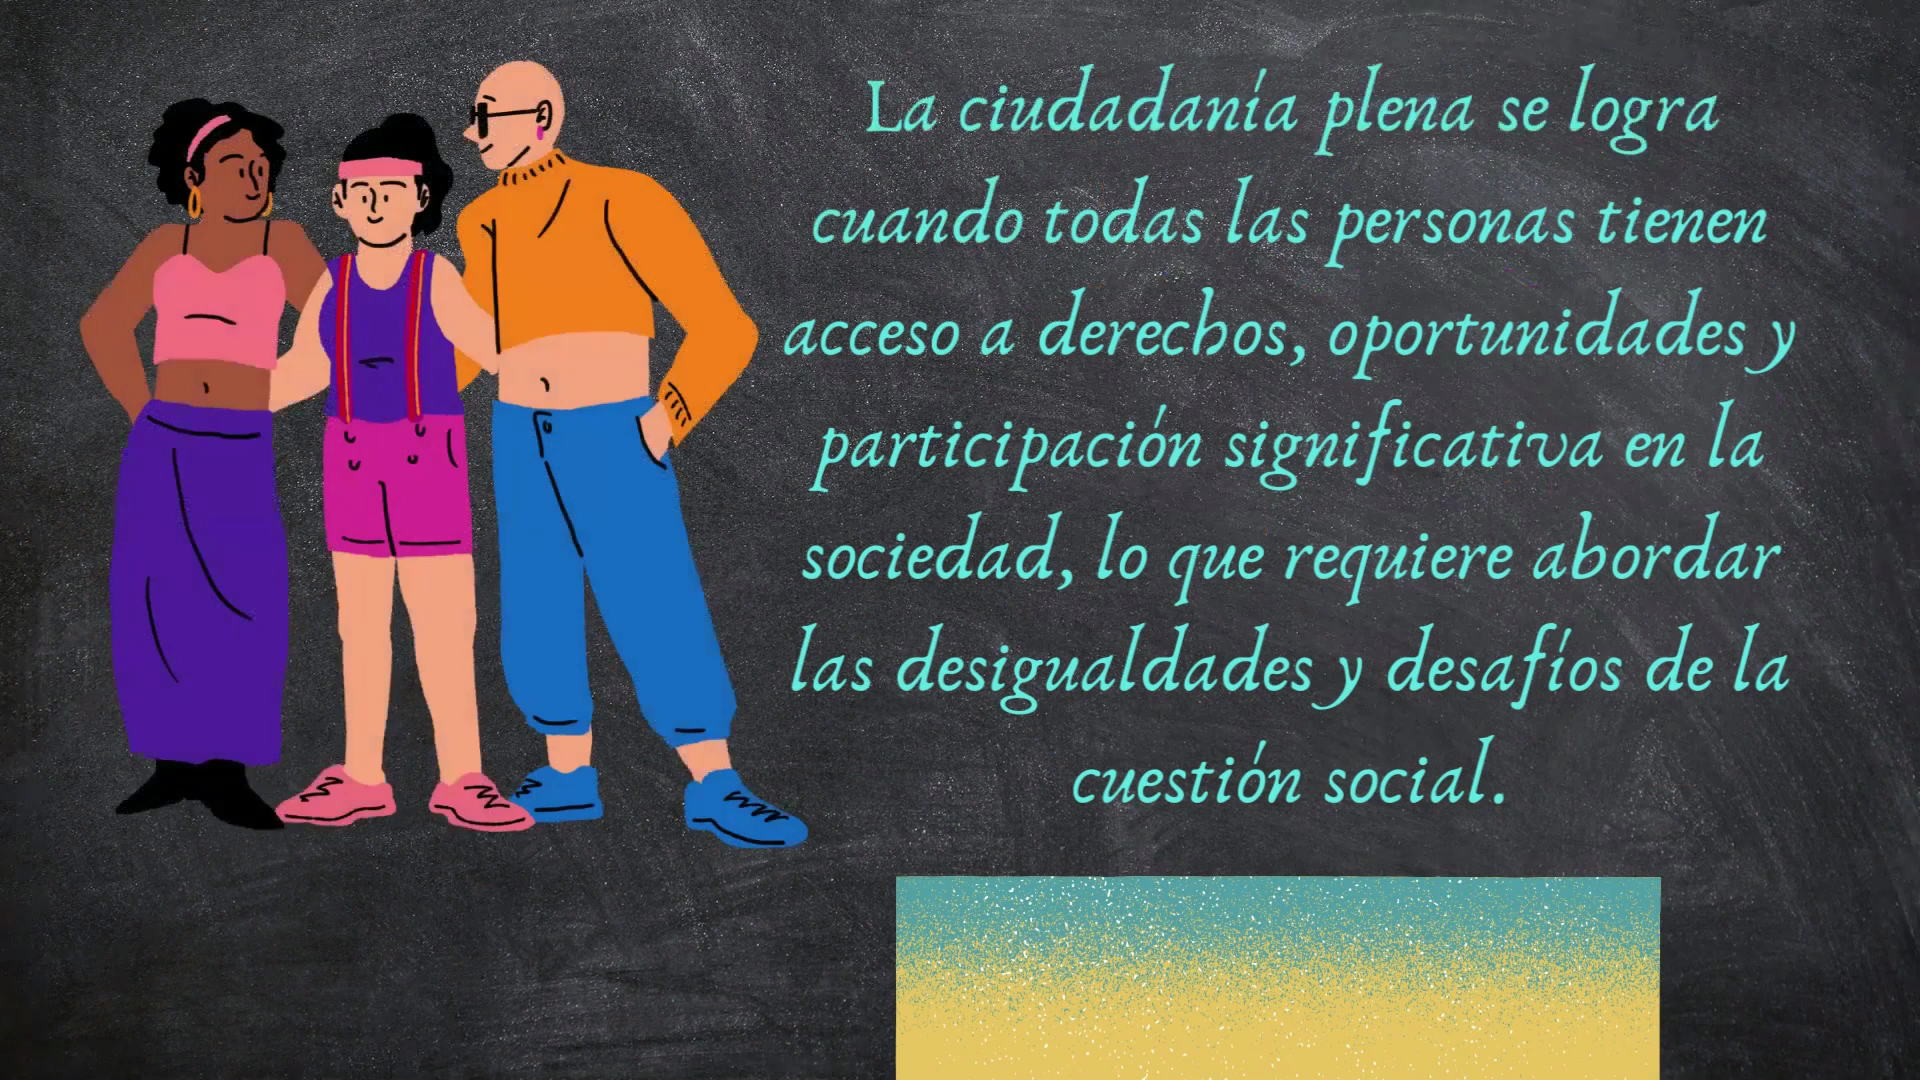 La ciudadanía plena se logra
cuando todas las personas tienen
acceso a derechos, oportunidades y
participación significativa en la
sociedad, lo que requiere abordar
las desigualdades y desafíos de la
cuestión social.